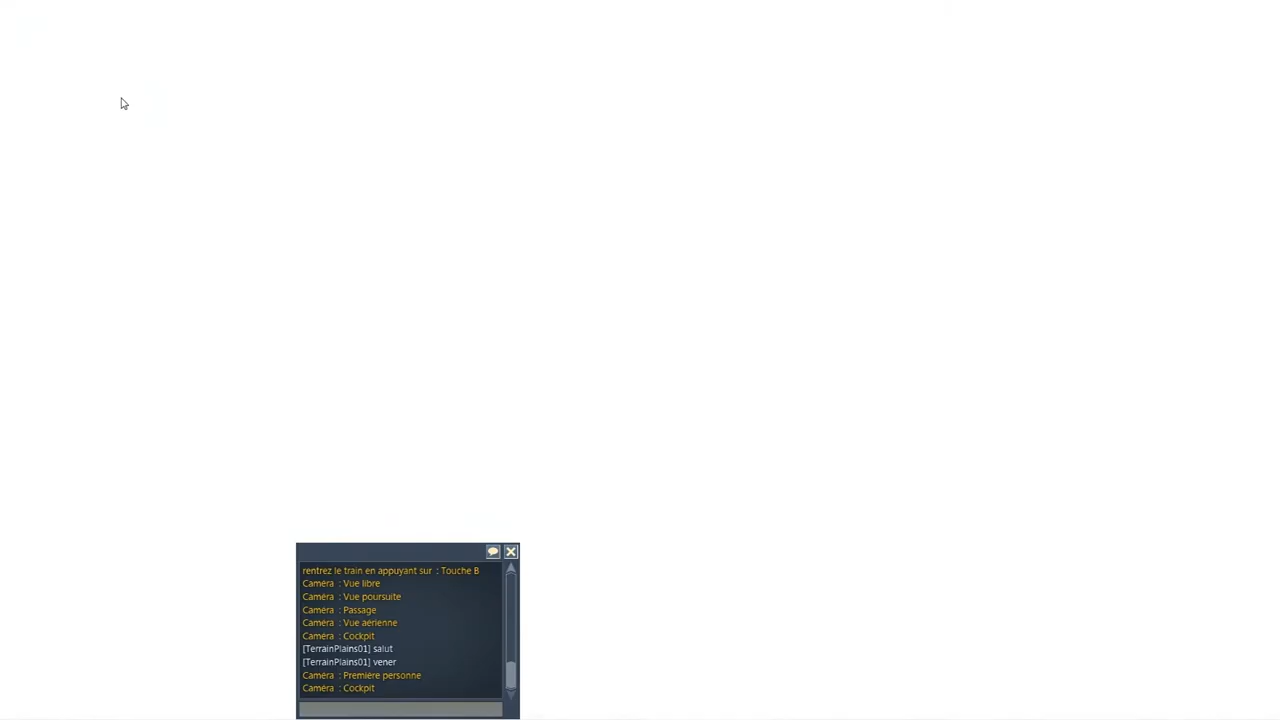 rentrez le train en appuyant sur : Touche B
Caméra : Vue libre
Caméra : Vue poursuite
Caméra : Passage
Caméra : Vue aérienne
Caméra : Cockpit
[TerrainPlains01] salut
[TerrainPlains01] vener
Caméra : Première personne
Caméra : Cockpit